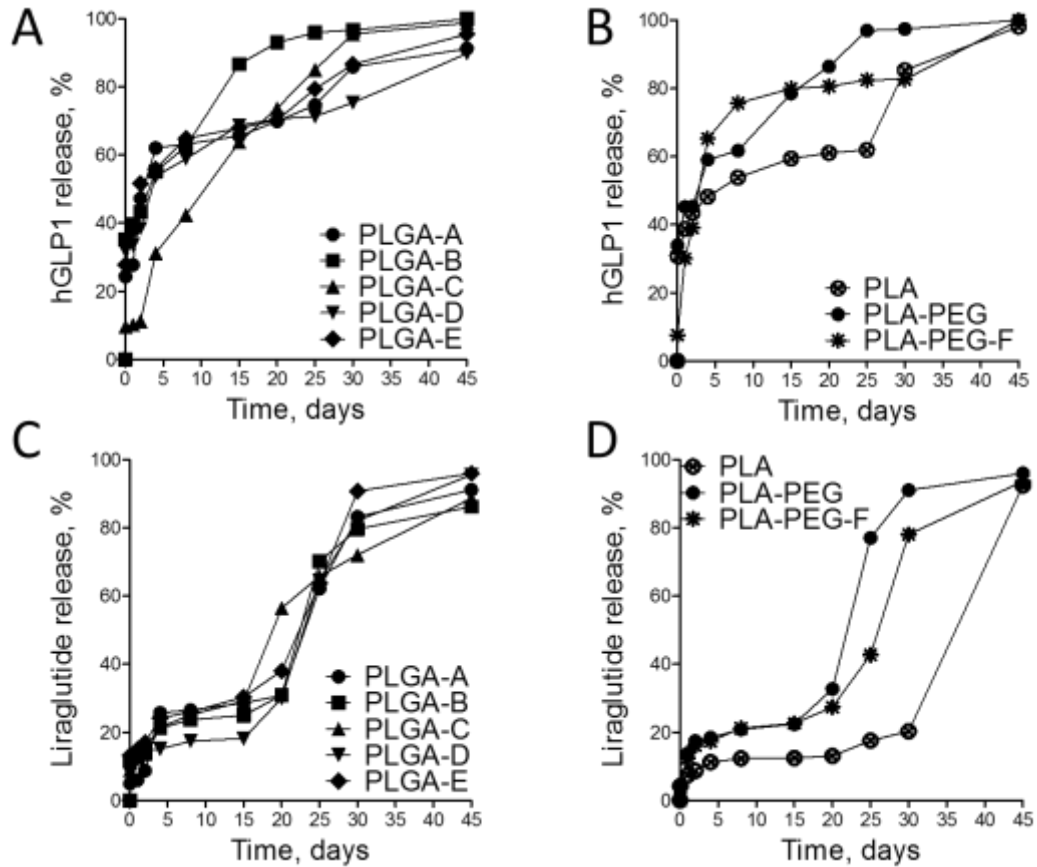 A
hGLP1 release, %
100
80
60
40
20
0
0 5 10 15 20 25 30 35 40 45
Time, days
PLGA-A
PLGA-B
PLGA-C
PLGA-D
PLGA-E
B
hGLP1 release, %
100
80
60
40
20
0
0 5 10 15 20 25 30 35 40 45
Time, days
PLA
PLA-PEG
PLA-PEG-F
C
Liraglutide release, %
100
80
60
40
20
0
0 5 10 15 20 25 30 35 40 45
Time, days
PLGA-A
PLGA-B
PLGA-C
PLGA-D
PLGA-E
D
Liraglutide release, %
100
80
60
40
20
0
0 5 10 15 20 25 30 35 40 45
Time, days
PLA
PLA-PEG
PLA-PEG-F